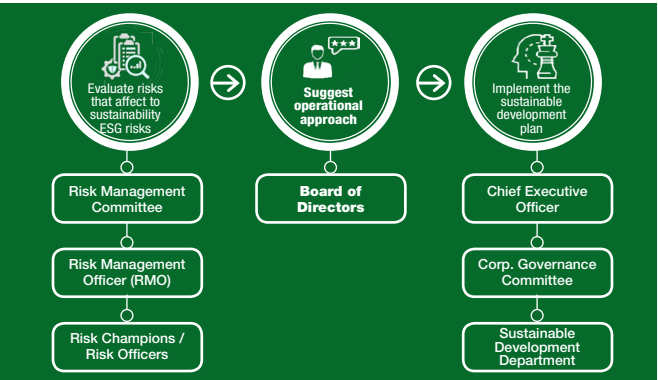 Evaluate risks
that affect to
sustainability
ESG risks
Suggest
operational
approach
Implement the
sustainable
development
plan
Risk Management
Committee
Risk Management
Officer (RMO)
Risk Champions /
Risk Officers
Board of
Directors
Chief Executive
Officer
Corp. Governance
Committee
Sustainable
Development
Department